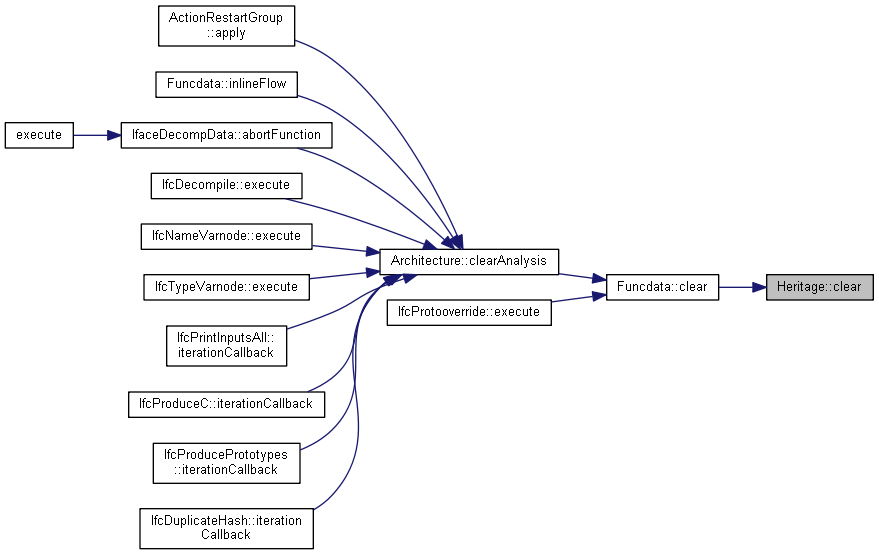 ActionRestartGroup
::apply
Funcdata::inlineFlow
execute
IfaceDecompData::abortFunction
IfcDecompile::execute
IfcNameVarnode::execute
Architecture::clearAnalysis
IfcTypeVarnode::execute
Funcdata::clear
Heritage::clear
IfcProtooverride::execute
IfcPrintInputsAll::
iterationCallback
IfcProduceC::iterationCallback
IfcProducePrototypes
::iterationCallback
IfcDuplicateHash::iteration
Callback